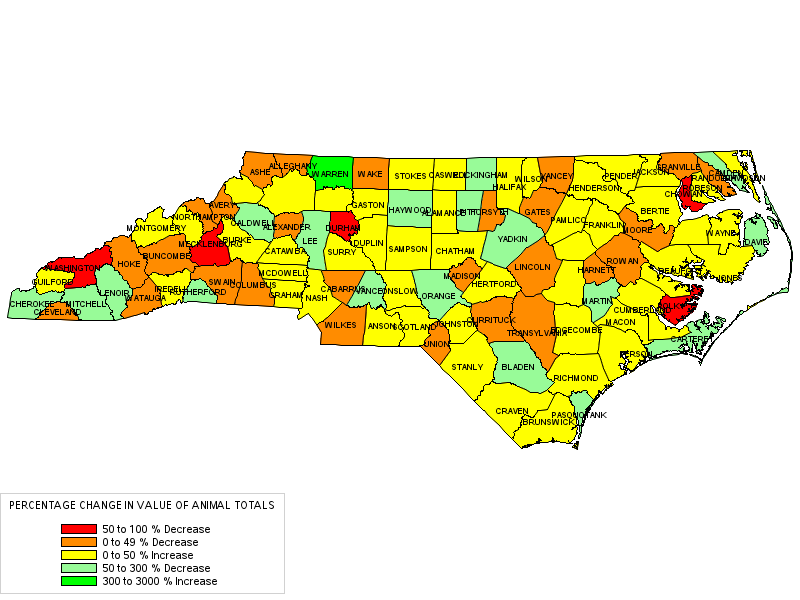 ASHE
ALLEGHANY
WARREN
WAKE
STOKES
CASWELL
ROCKINGHAM
HALIFAX
WILSON
YANCEY
HENDERSON
PENDER
JACKSON
GRANVILLE
CAMDEN
DAVIDSON
CHOWAN
ROBESON
AVERY
NORTHAMPTON
GASTON
HAYWOOD
ALAMANCE
FORSYTH
GATES
PAMLICO
FRANKLIN
BERTIE
MOORE
WAYNE
DAVIE
MONTGOMERY
CALDWELL
ALEXANDER
LEE
DURHAM
DUPLIN
SURRY
SAMPSON
CHATHAM
YADKIN
MECKLENBURG
BURKE
CATAWBA
BUNCOMBE
HOKE
WASHINGTON
GUILFORD
MCDOWELL
MADISON
HERTFORD
LINCOLN
HARNETT
ROWAN
BEAUFORT
JONES
CHEROKEE
CLEVELAND
MITCHELL
LENOIR
WATAUGA
IREDELL
RUTHERFORD
SWAIN
COLUMBUS
GRAHAM
NASH
CABARRUS
VANCE
ONSLOW
ORANGE
MARTIN
CUMBERLAND
POLK
WILKES
ANSON
SCOTLAND
JOHNSTON
UNION
CURRITUCK
TRANSYLVANIA
EDGECOMBE
MACON
PERSON
CARTERET
STANLY
BLADEN
RICHMOND
CRAVEN
BRUNSWICK
PASQUOTANK
PERCENTAGE CHANGE IN VALUE OF ANIMAL TOTALS
50 to 100 % Decrease
0 to 49 % Decrease
0 to 50 % Increase
50 to 300 % Decrease
300 to 3000 % Increase